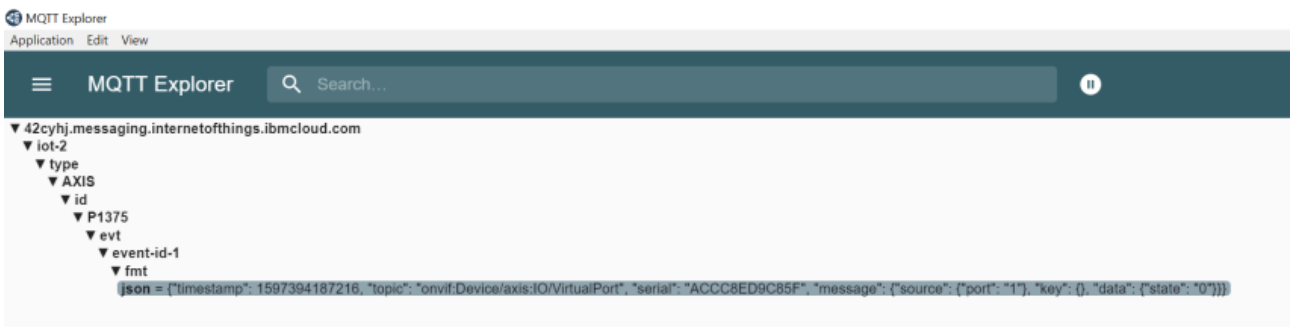 MQTT Explorer
Application Edit View
MQTT Explorer Search...
▼ 42cyhj.messaging.internetofthings.ibmcloud.com
▼ iot-2
▼ type
▼ AXIS
▼ id
▼ P1375
▼ evt
▼ event-id-1
▼ fmt
json = {"timestamp": 1597394187216, "topic": "onvif:Device/axis:IO/VirtualPort", "serial": "ACCC8ED9C85F", "message": {"source": {"port": "1"}, "key": {}, "data": {"state": "0"}}}